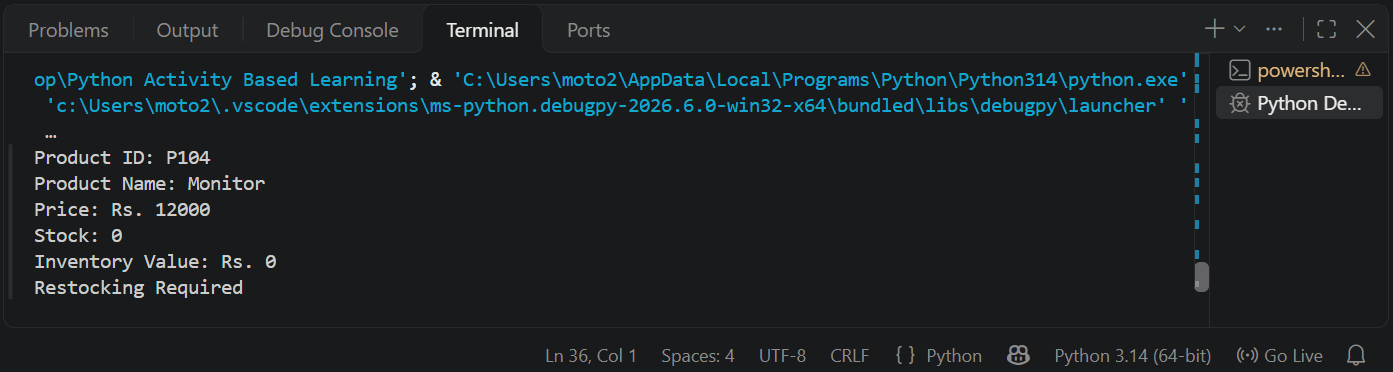 Problems Output Debug Console Terminal Ports
op\Python Activity Based Learning'; & 'C:\Users\moto2\AppData\Local\Programs\Python\Python314\python.exe'
'c:\Users\moto2\.vscode\extensions\ms-python.debugpy-2026.6.0-win32-x64\bundled\libs\debugpy\launcher' '
…
Product ID: P104
Product Name: Monitor
Price: Rs. 12000
Stock: 0
Inventory Value: Rs. 0
Restocking Required
powersh...
Python De...
Ln 36, Col 1 Spaces: 4 UTF-8 CRLF {} Python Python 3.14 (64-bit) Go Live